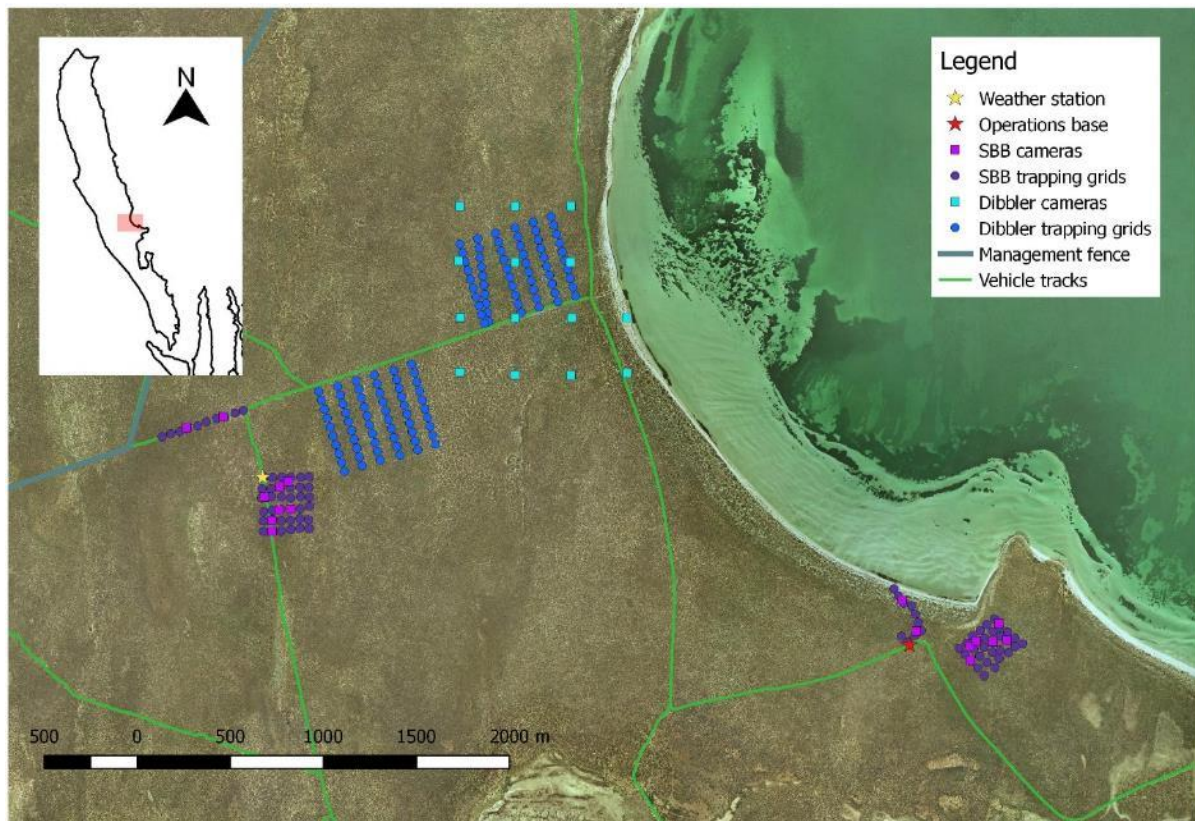 N
Legend
Weather station
Operations base
SBB cameras
SBB trapping grids
Dibbler cameras
Dibbler trapping grids
Management fence
Vehicle tracks
500 0 500 1000 1500 2000 m